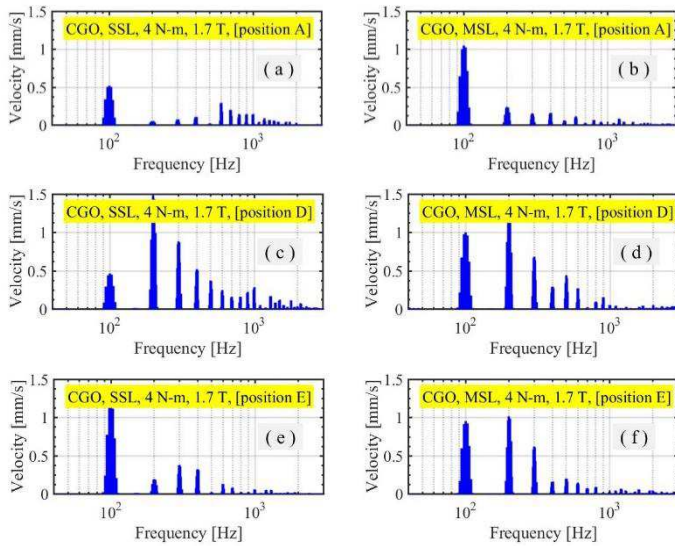 CGO, SSL, 4 N-m, 1.7 T, [position A]
( a )
Velocity [mm/s]
1.5
1
0.5
0
10²
10³
Frequency [Hz]
CGO, MSL, 4 N-m, 1.7 T, [position A]
( b )
Velocity [mm/s]
1.5
1
0.5
0
10²
10³
Frequency [Hz]
CGO, SSL, 4 N-m, 1.7 T, [position D]
( c )
Velocity [mm/s]
1.5
1
0.5
0
10²
10³
Frequency [Hz]
CGO, MSL, 4 N-m, 1.7 T, [position D]
( d )
Velocity [mm/s]
1.5
1
0.5
0
10²
10³
Frequency [Hz]
CGO, SSL, 4 N-m, 1.7 T, [position E]
( e )
Velocity [mm/s]
1.5
1
0.5
0
10²
10³
Frequency [Hz]
CGO, MSL, 4 N-m, 1.7 T, [position E]
( f )
Velocity [mm/s]
1.5
1
0.5
0
10²
10³
Frequency [Hz]